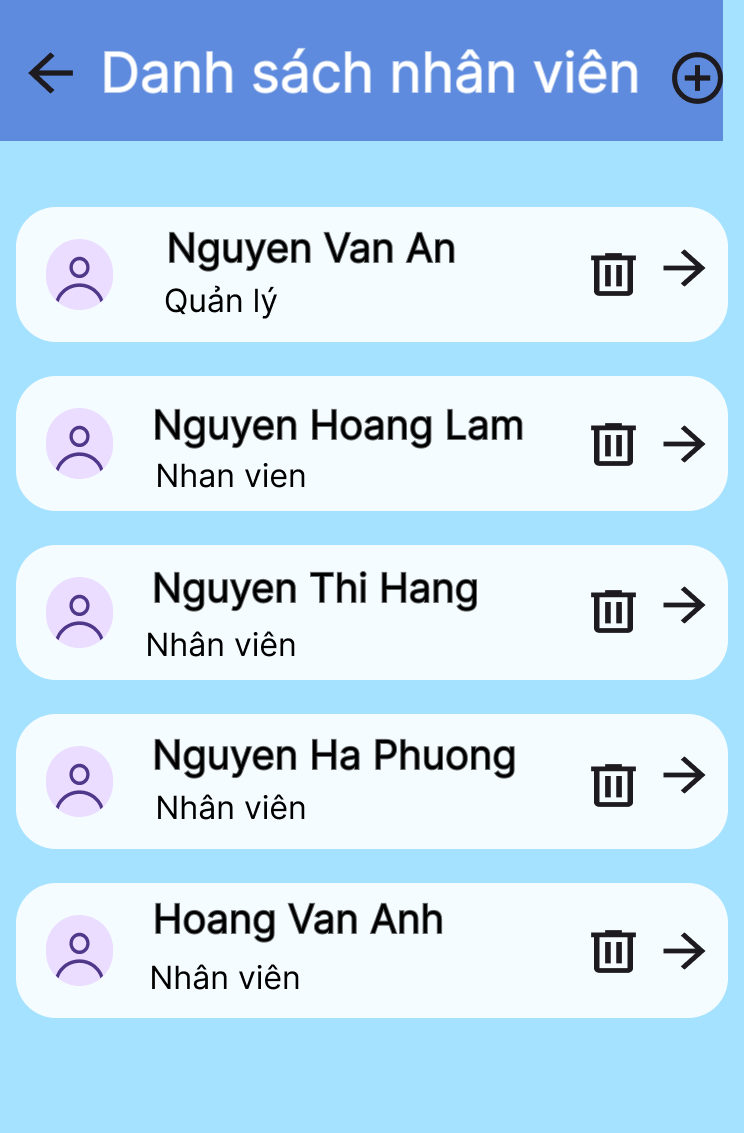 Danh sách nhân viên
Nguyen Van An
Quản lý
Nguyen Hoang Lam
Nhan vien
Nguyen Thi Hang
Nhân viên
Nguyen Ha Phuong
Nhân viên
Hoang Van Anh
Nhân viên